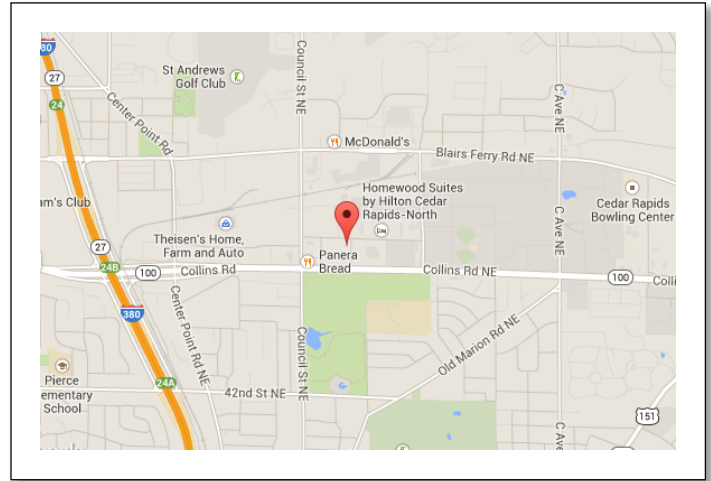 80
27
24
Center Point Rd
St Andrews
Golf Club
Council St NE
C Ave NE
McDonald's
Blairs Ferry Rd NE
Homewood Suites
by Hilton Cedar
Rapids-North
Cedar Rapids
Bowling Center
am's Club
Theisen's Home,
Farm and Auto
C Ave NE
27
24B
100
Collins Rd
Panera
Bread
Collins Rd NE
100
Colli
380
Center Point Rd NE
Council St NE
Old Marion Rd NE
Pierce
ementary
School
24A
42nd St NE
151
C Ave